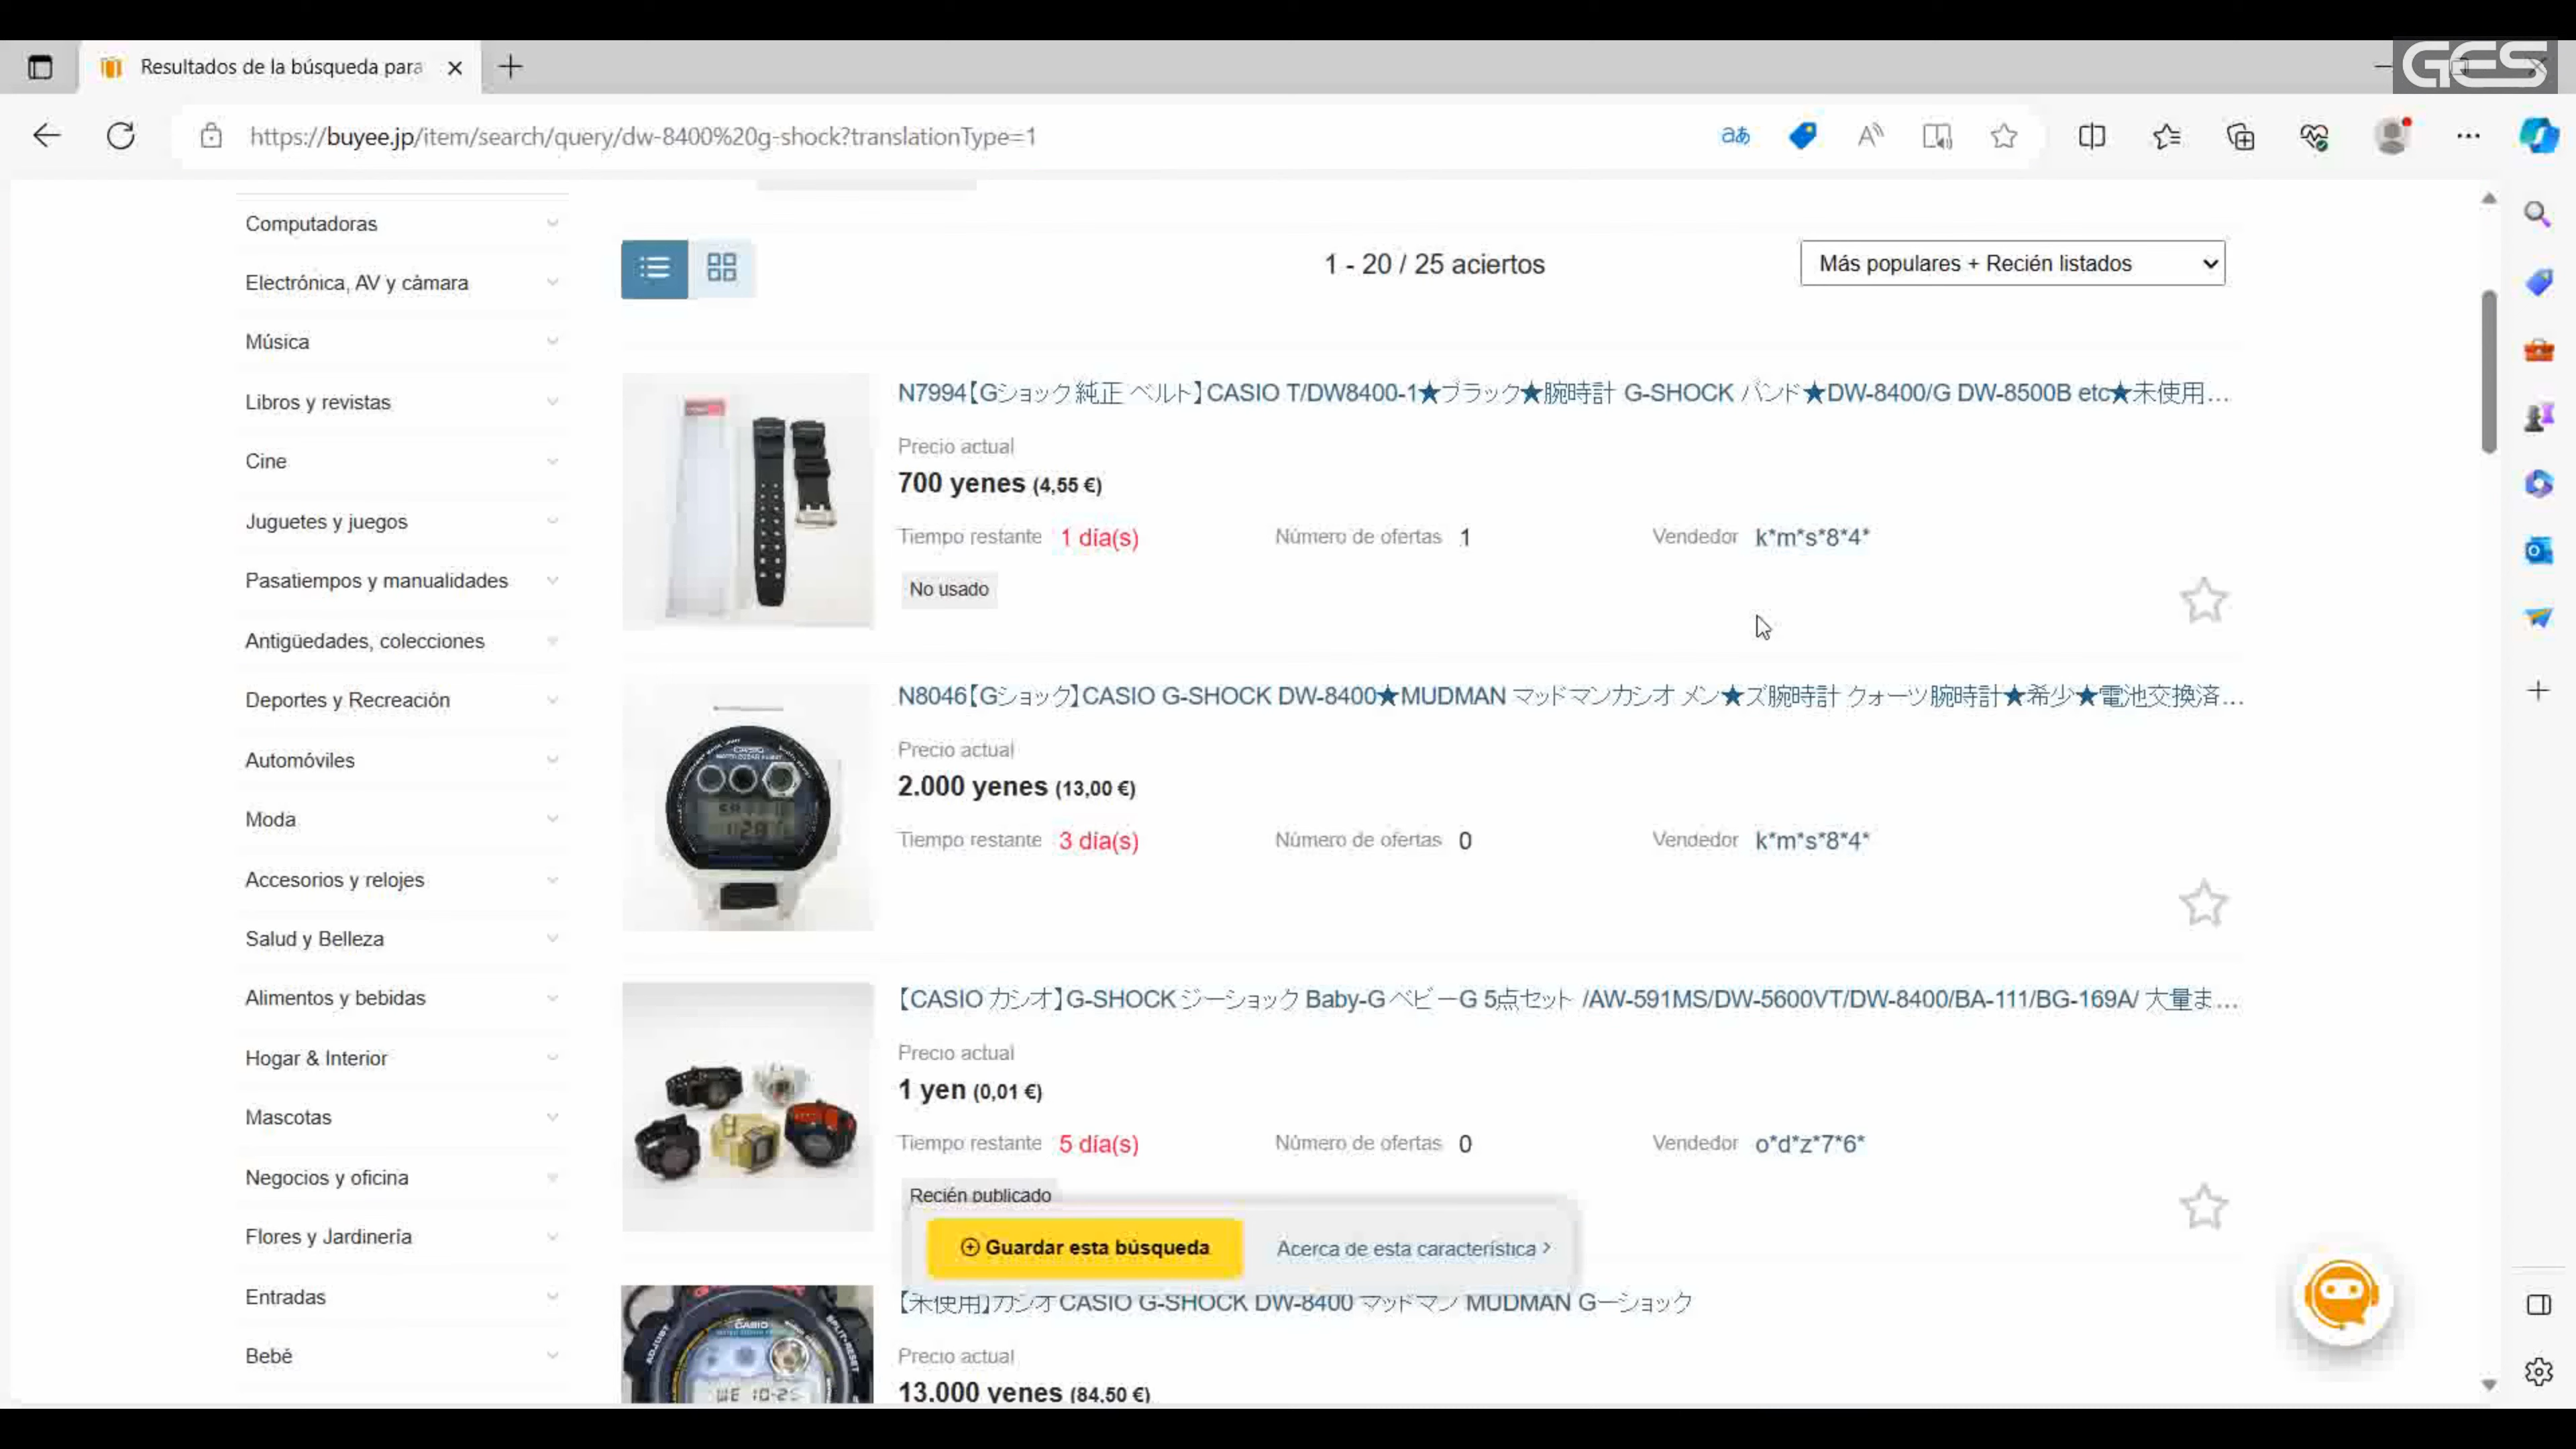 GES
Resultados de la búsqueda para
https://buyee.jp/item/search/query/dw-8400%20g-shock?translationType=1
Computadoras
Electrónica, AV y cámara
Música
Libros y revistas
Cine
Juguetes y juegos
Pasatiempos y manualidades
Antigüedades, colecciones
Deportes y Recreación
Automóviles
Moda
Accesorios y relojes
Salud y Belleza
Alimentos y bebidas
Hogar & Interior
Mascotas
Negocios y oficina
Flores y Jardinería
Entradas
Bebé
1 - 20 / 25 aciertos
Más populares + Recién listados
N7994【Gショック 純正 ベルト】CASIO T/DW8400-1★ブラック★腕時計 G-SHOCK バンド★DW-8400/G DW-8500B etc★未使用...
Precio actual
700 yenes (4,55 €)
Tiempo restante 1 día(s) Número de ofertas 1 Vendedor k*m*s*8*4*
No usado
N8046【Gショック】CASIO G-SHOCK DW-8400★MUDMAN マッドマンカシオ メン★ズ腕時計 クォーツ腕時計★希少★電池交換済...
Precio actual
2.000 yenes (13,00 €)
Tiempo restante 3 día(s) Número de ofertas 0 Vendedor k*m*s*8*4*
【CASIO カシオ】G-SHOCK ジーショック Baby-G ベビーG 5点セット /AW-591MS/DW-5600VT/DW-8400/BA-111/BG-169A/ 大量ま...
Precio actual
1 yen (0,01 €)
Tiempo restante 5 día(s) Número de ofertas 0 Vendedor o*d*z*7*6*
Recién publicado
Guardar esta búsqueda Acerca de esta característica
【未使用】カシオ CASIO G-SHOCK DW-8400 マッドマン MUDMAN G－ショック
Precio actual
13.000 yenes (84,50 €)
CASIO
ADJUST
SPLIT-RESET